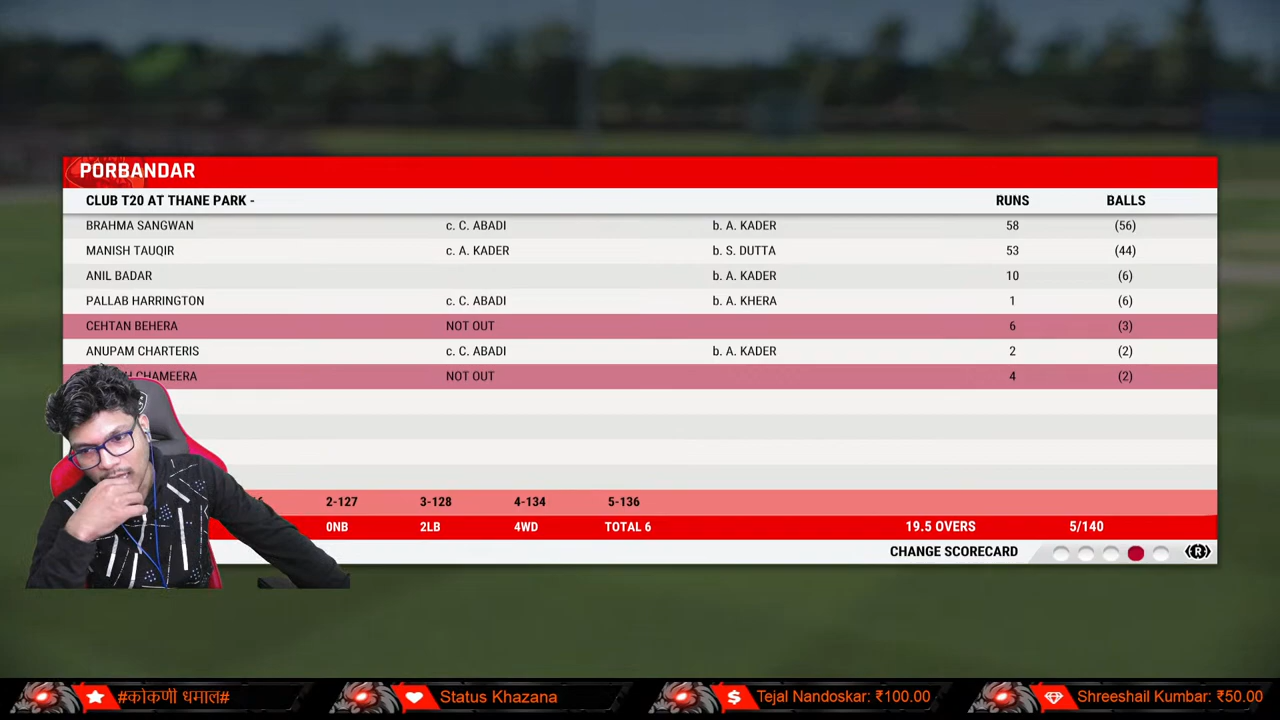 PORBANDAR
CLUB T20 AT THANE PARK - RUNS BALLS
BRAHMA SANGWAN c. C. ABADI b. A. KADER 58 (56)
MANISH TAUQIR c. A. KADER b. S. DUTTA 53 (44)
ANIL BADAR b. A. KADER 10 (6)
PALLAB HARRINGTON c. C. ABADI b. A. KHERA 1 (6)
CEHTAN BEHERA NOT OUT 6 (3)
ANUPAM CHARTERIS c. C. ABADI b. A. KADER 2 (2)
CHAMEERA NOT OUT 4 (2)
2-127 3-128 4-134 5-136
0NB 2LB 4WD TOTAL 6 19.5 OVERS 5/140
CHANGE SCORECARD R
#कोकणी धमाल# Status Khazana Tejal Nandoskar: ₹100.00 Shreeshail Kumbar: ₹50.00